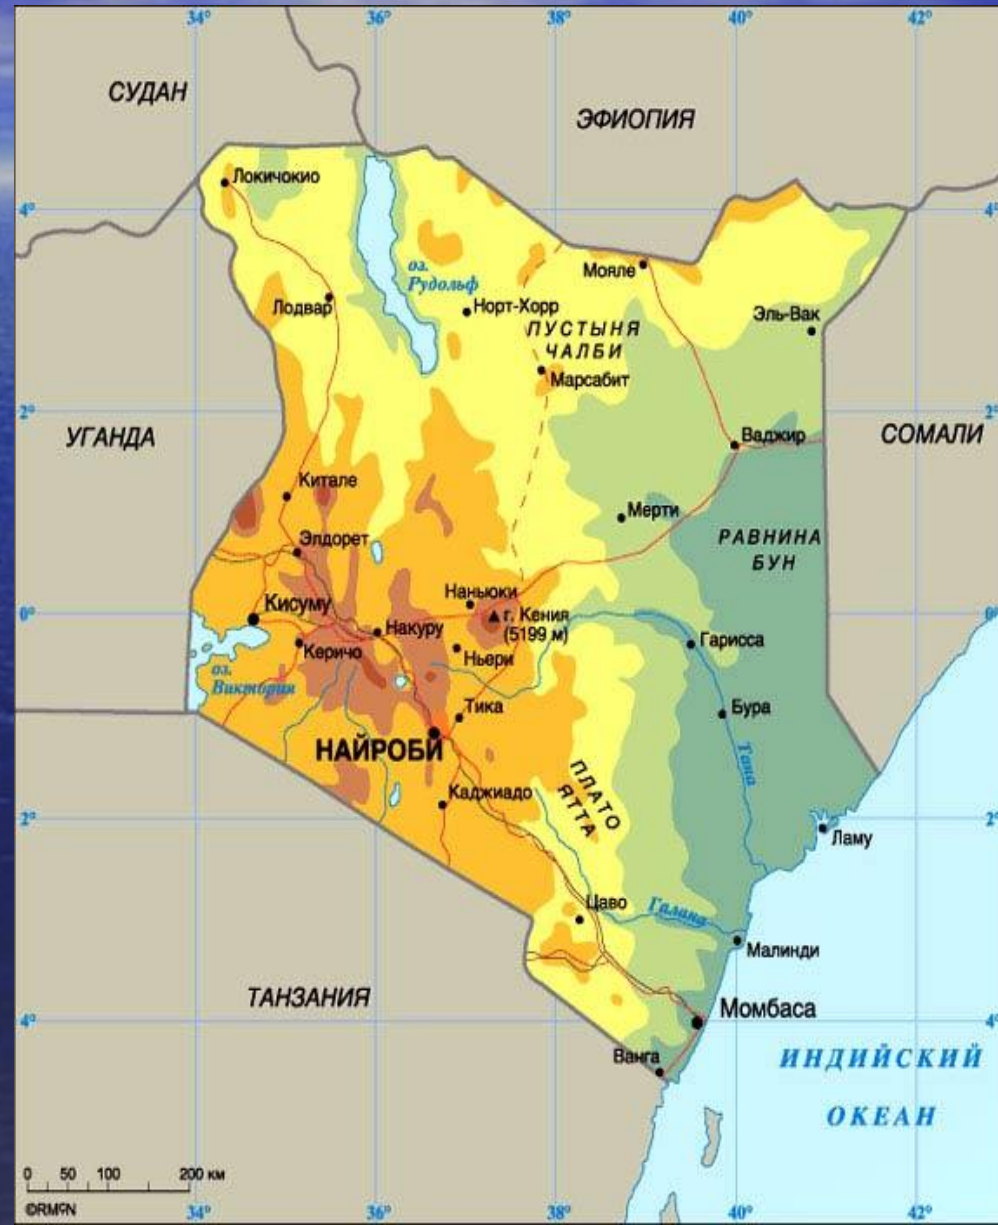 34°
36°
38°
40°
42°
СУДАН
ЭФИОПИЯ
Локичокио
4°
4°
оз.
Рудольф
Мояле
Лодвар
Норт-Хорр
Эль-Вак
ПУСТЫНЯ
ЧАЛБИ
Марсабит
2°
2°
УГАНДА
Ваджир
СОМАЛИ
Китале
Мерти
Элдорет
РАВНИНА
БУН
Наньюки
Кисуму
0°
0°
г. Кения
(5199 м)
Накуру
Гарисса
Керичо
Ньери
оз.
Виктория
Тика
Бура
НАЙРОБИ
Тана
ПЛАТО
ЯТТА
Каджиадо
2°
2°
Ламу
Цаво
Галана
Малинди
ТАНЗАНИЯ
Момбаса
4°
4°
Ванга
ИНДИЙСКИЙ
ОКЕАН
0 50 100 200 км
©RMCN
34°
36°
38°
40°
42°